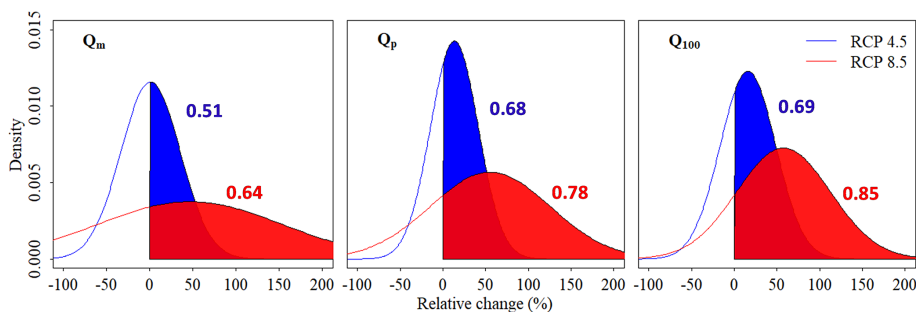 Qm
0.51
0.64
Qp
0.68
0.78
Q100
RCP 4.5
RCP 8.5
0.69
0.85
Density
0.015
0.010
0.005
0.000
-100 -50 0 50 100 150 200
-100 -50 0 50 100 150 200
-100 -50 0 50 100 150 200
Relative change (%)